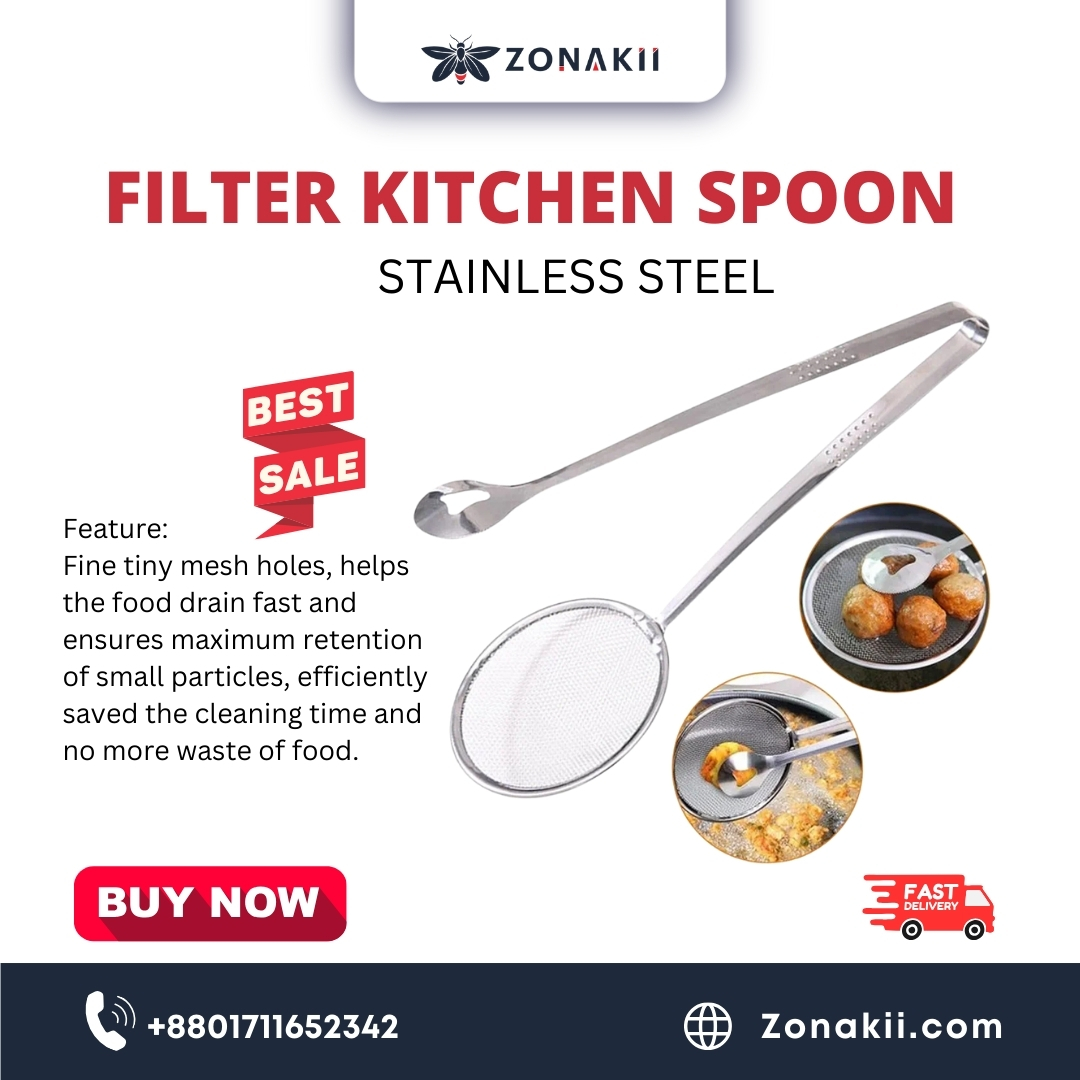 ZONAKII
FILTER KITCHEN SPOON
STAINLESS STEEL
BEST
SALE
Feature:
Fine tiny mesh holes, helps
the food drain fast and
ensures maximum retention
of small particles, efficiently
saved the cleaning time and
no more waste of food.
BUY NOW
FAST
DELIVERY
+8801711652342
Zonakii.com